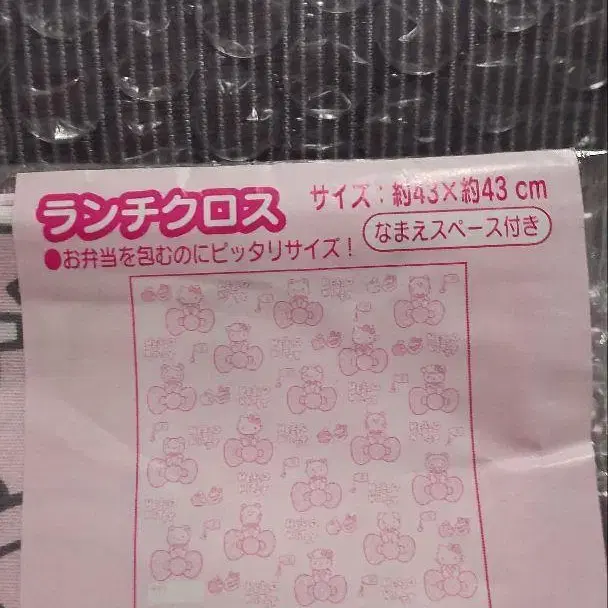 ランチクロス
サイズ：約43×約43 cm
なまえスペース付き
●お弁当を包むのにピッタリサイズ！